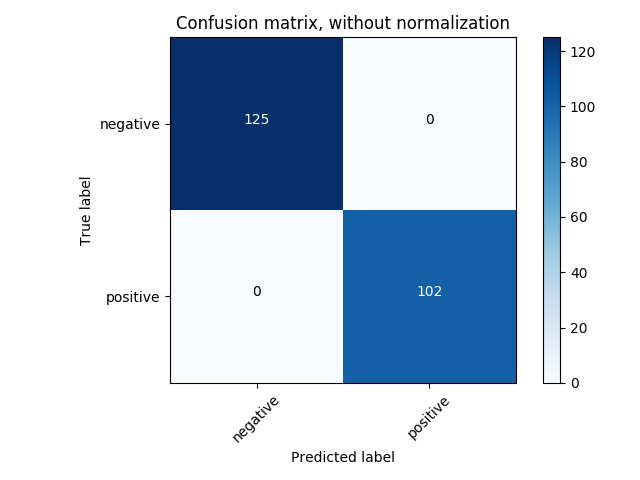 Confusion matrix, without normalization
True label
negative
125
0
positive
0
102
negative
positive
Predicted label
120
100
80
60
40
20
0